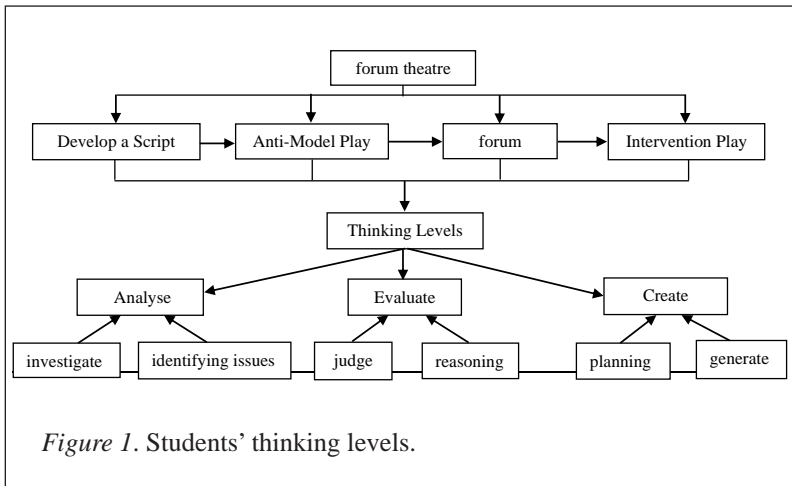 forum theatre
Develop a Script
Anti-Model Play
forum
Intervention Play
Thinking Levels
Analyse
Evaluate
Create
investigate
identifying issues
judge
reasoning
planning
generate
Figure 1. Students’ thinking levels.